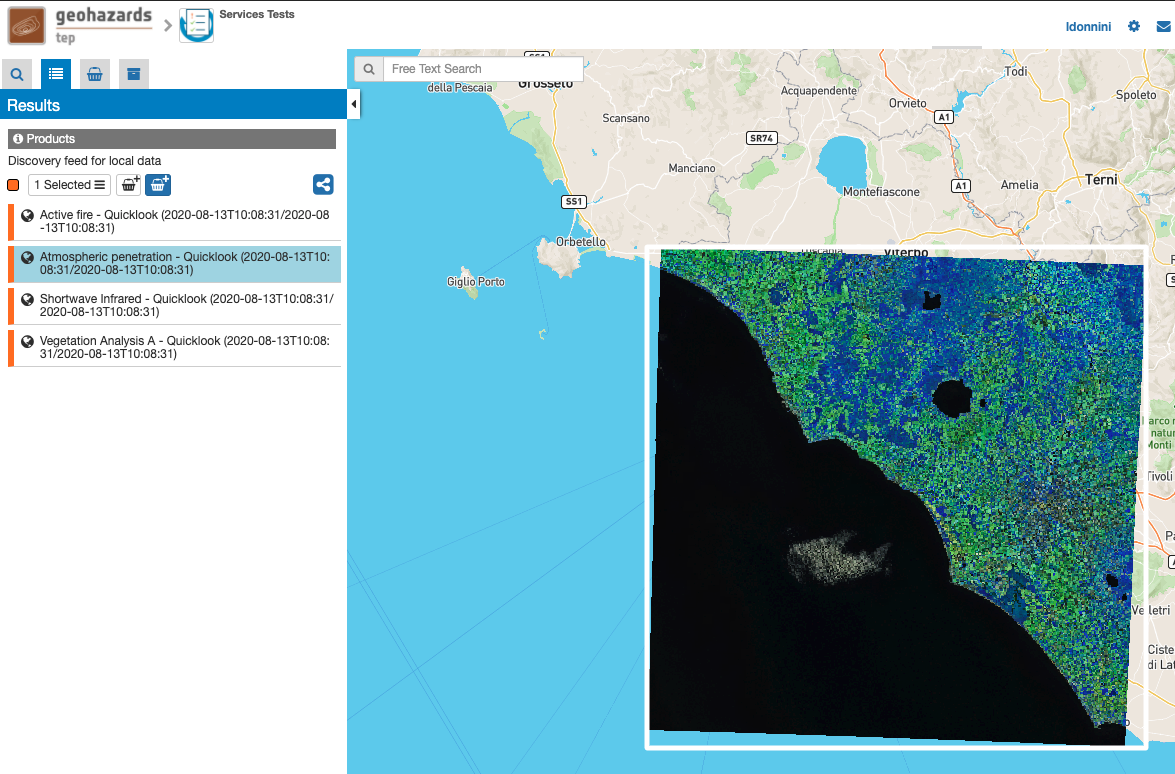 geohazards
tep
Services Tests
ldonnini
Results
Products
Discovery feed for local data
1 Selected
Active fire - Quicklook (2020-08-13T10:08:31/2020-08
-13T10:08:31)
Atmospheric penetration - Quicklook (2020-08-13T10:
08:31/2020-08-13T10:08:31)
Shortwave Infrared - Quicklook (2020-08-13T10:08:31/
2020-08-13T10:08:31)
Vegetation Analysis A - Quicklook (2020-08-13T10:08:
31/2020-08-13T10:08:31)
Free Text Search
SS1
Grosseto
della Pescaia
Todi
Acquapendente
Spoleto
Orvieto
A1
Scansano
SR74
Manciano
Terni
Montefiascone
A1
Amelia
SS1
Orbetello
Viterbo
Giglio Porto
Tivoli
Velletri
Cist
di Lat